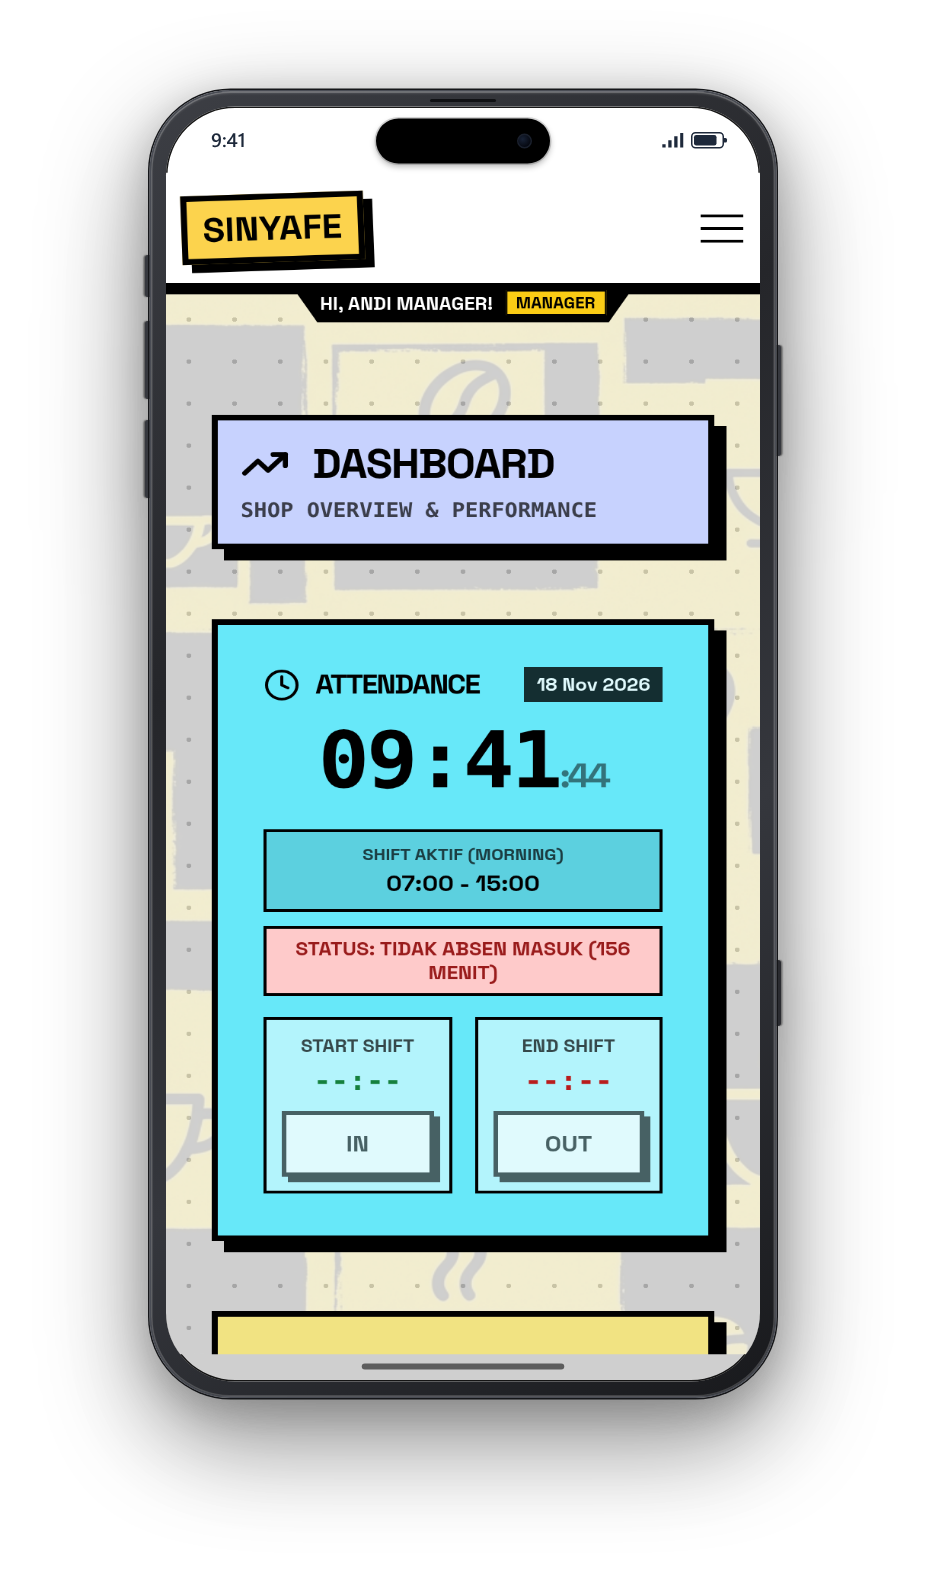 9:41
SINYAFE
HI, ANDI MANAGER! MANAGER
DASHBOARD
SHOP OVERVIEW & PERFORMANCE
ATTENDANCE 18 Nov 2026
09:41:44
SHIFT AKTIF (MORNING)
07:00 - 15:00
STATUS: TIDAK ABSEN MASUK (156
MENIT)
START SHIFT END SHIFT
--:-- --:--
IN OUT